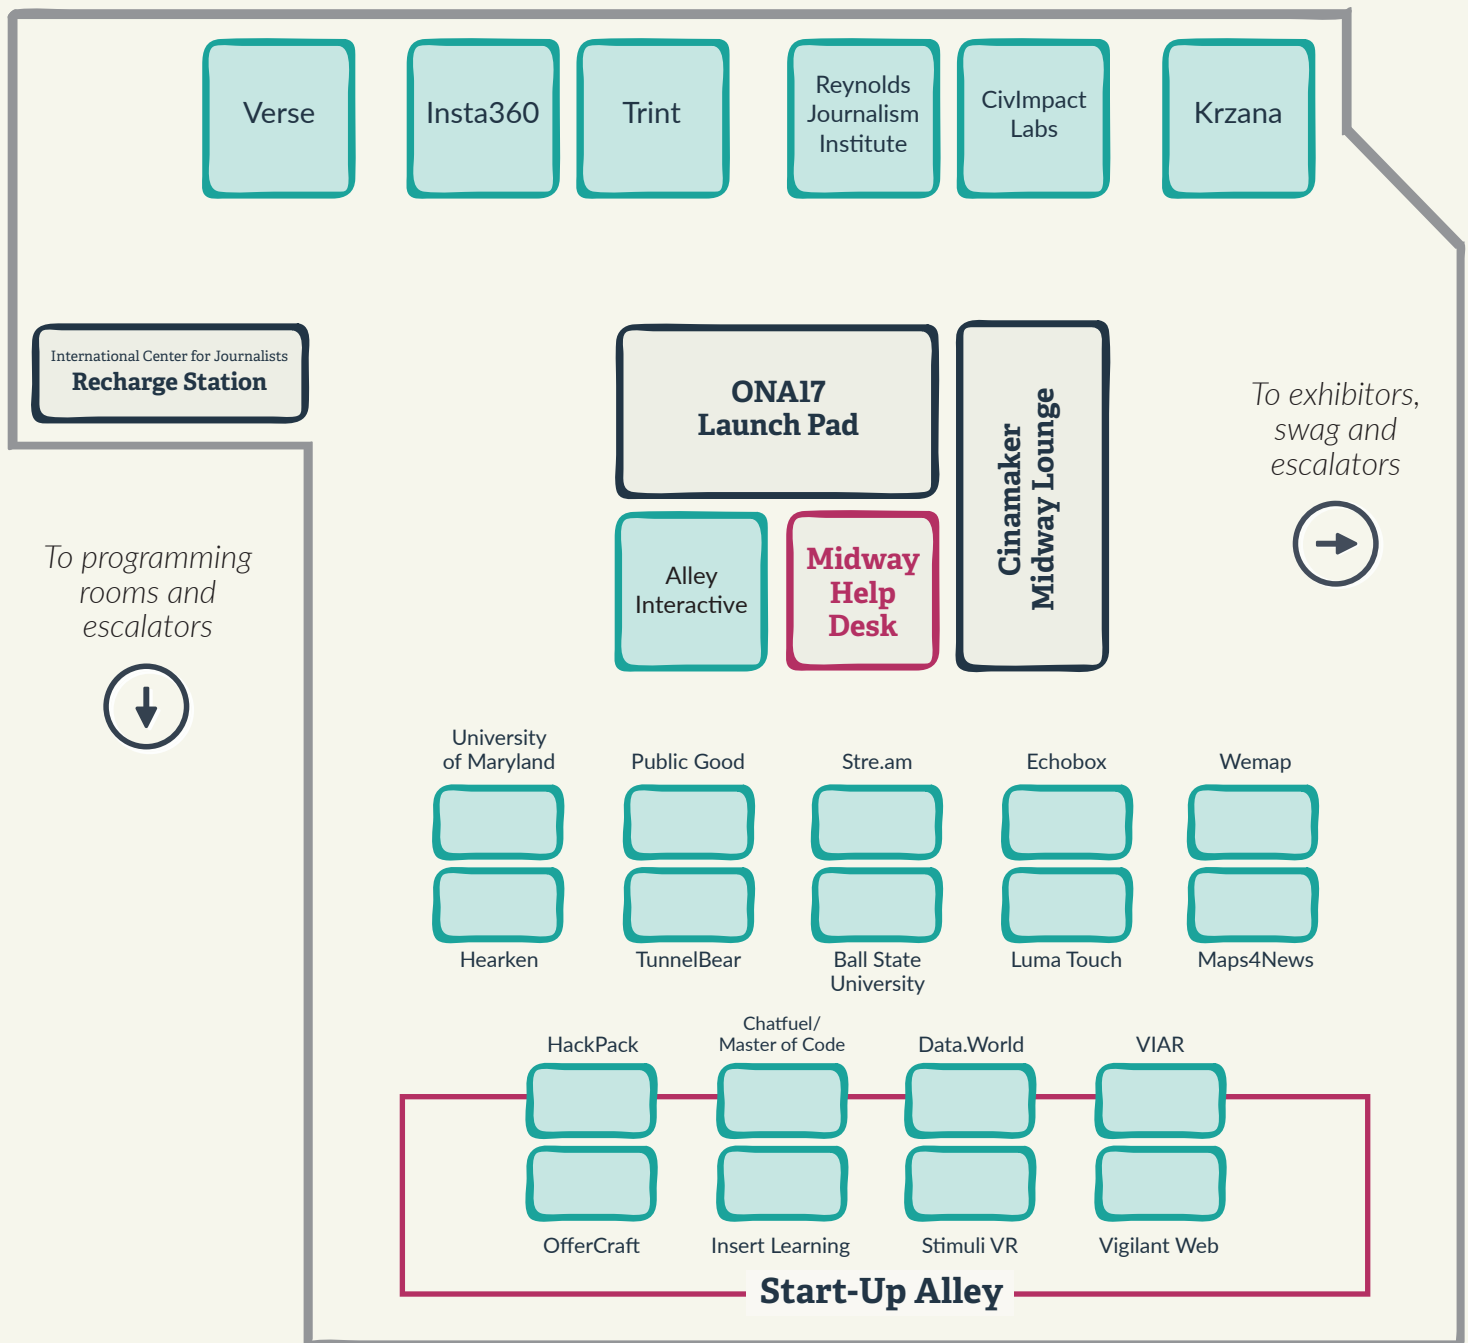 Verse
Insta360
Trint
Reynolds
Journalism
Institute
CivImpact
Labs
Krzana
International Center for Journalists
Recharge Station
ONA17
Launch Pad
Cinamaker
Midway Lounge
To exhibitors,
swag and
escalators
Alley
Interactive
Midway
Help
Desk
To programming
rooms and
escalators
University
of Maryland
Public Good
Stre.am
Echobox
Wemap
Hearken
TunnelBear
Ball State
University
Luma Touch
Maps4News
HackPack
Chatfuel/
Master of Code
Data.World
VIAR
OfferCraft
Insert Learning
Stimuli VR
Vigilant Web
Start-Up Alley